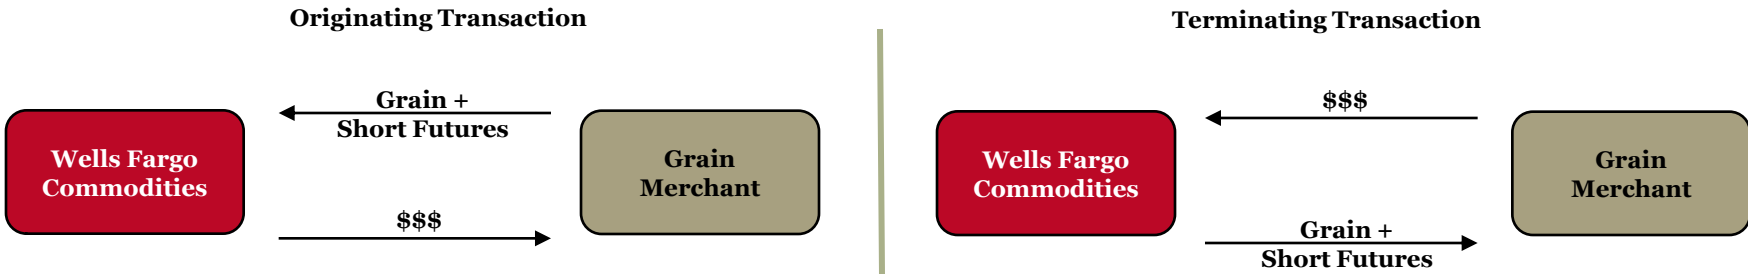 Originating Transaction
Grain +
Short Futures
Wells Fargo
Commodities
Grain
Merchant
$$$
Terminating Transaction
$$$
Wells Fargo
Commodities
Grain
Merchant
Grain +
Short Futures